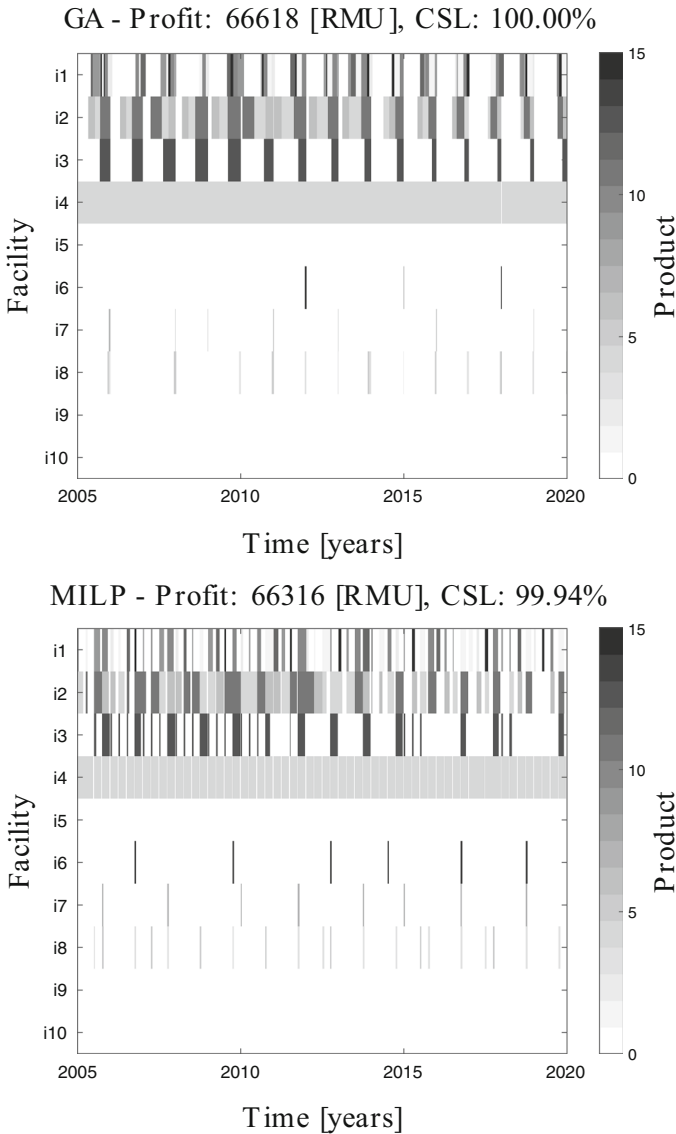 GA - Profit: 66618 [RMU], CSL: 100.00%
i1
i2
i3
i4
i5
i6
i7
i8
i9
i10
Facility
2005
2010
2015
2020
Time [years]
15
10
5
0
Product
MILP - Profit: 66316 [RMU], CSL: 99.94%
i1
i2
i3
i4
i5
i6
i7
i8
i9
i10
Facility
2005
2010
2015
2020
Time [years]
15
10
5
0
Product